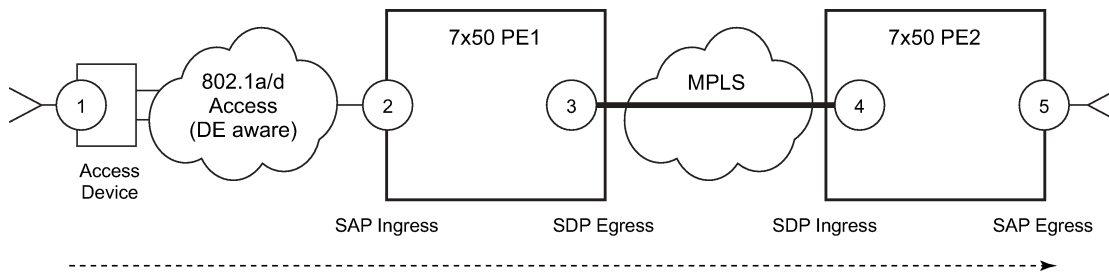 7x50 PE1
7x50 PE2
802.1a/d
Access
(DE aware)
MPLS
1
2
3
4
5
Access
Device
SAP Ingress
SDP Egress
SDP Ingress
SAP Egress